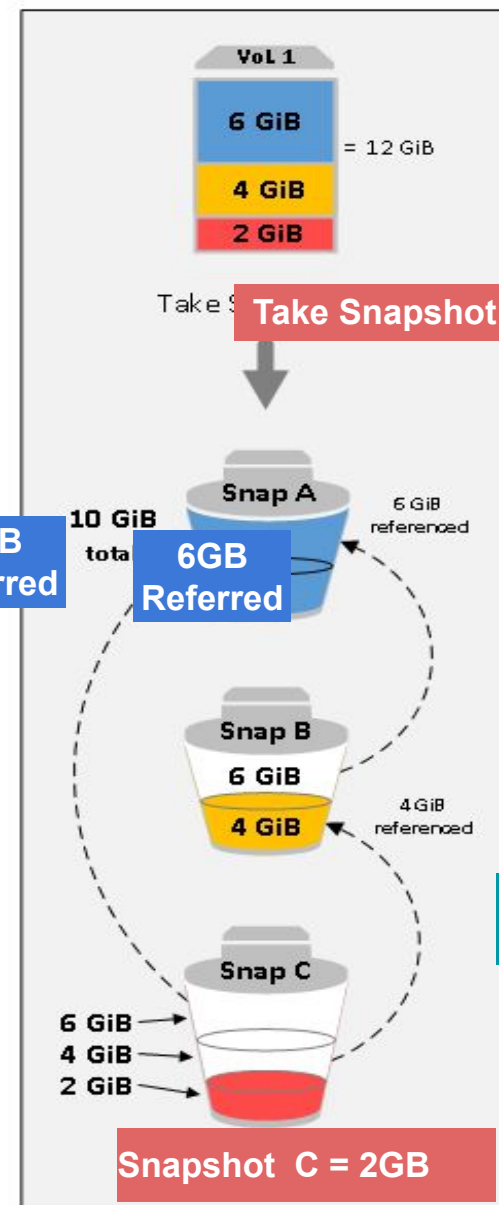 VoL 1
6 GiB
= 12 GiB
4 GiB
2 GiB
Take
Take Snapshot
Snap A
6 GiB
referenced
10 GiB
total
6GB
Referred
Snap B
6 GiB
4 GiB
4 GiB
referenced
Snap C
6 GiB
4 GiB
2 GiB
Snapshot C = 2GB